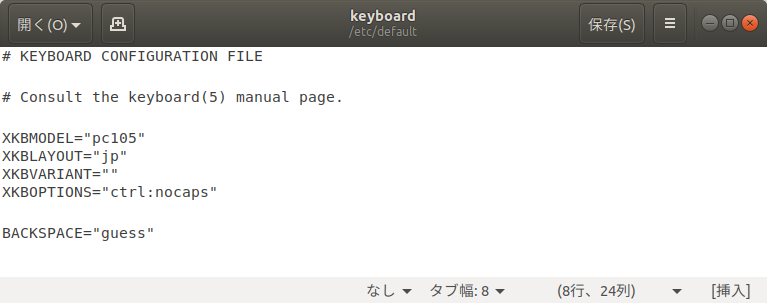 開く(O)
keyboard
/etc/default
保存(S)
# KEYBOARD CONFIGURATION FILE
# Consult the keyboard(5) manual page.
XKBMODEL="pc105"
XKBLAYOUT="jp"
XKBVARIANT=""
XKBOPTIONS="ctrl:nocaps"
BACKSPACE="guess"
なし タブ幅: 8 (8行、24列) [挿入]